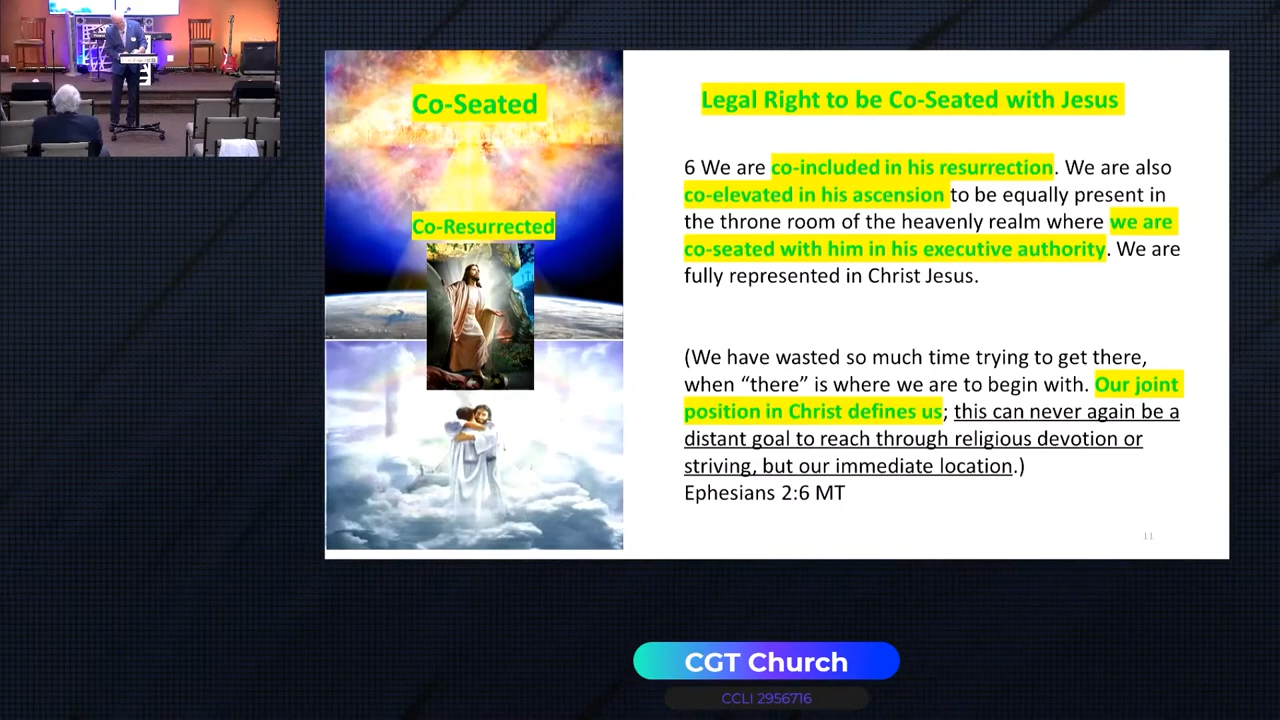 Co-Seated
Co-Resurrected
Legal Right to be Co-Seated with Jesus
6 We are co-included in his resurrection. We are also
co-elevated in his ascension to be equally present in
the throne room of the heavenly realm where we are
co-seated with him in his executive authority. We are
fully represented in Christ Jesus.
(We have wasted so much time trying to get there,
when “there” is where we are to begin with. Our joint
position in Christ defines us; this can never again be a
distant goal to reach through religious devotion or
striving, but our immediate location.)
Ephesians 2:6 MT
11
CGT Church
CCLI 2956716